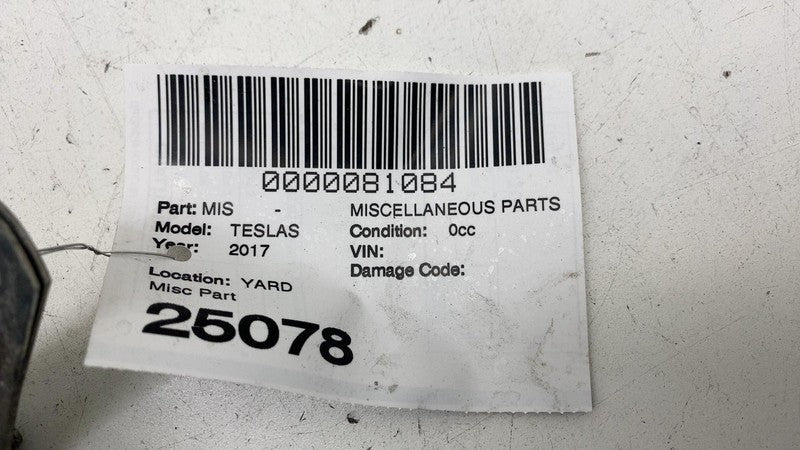 0000081084
Part: MIS - MISCELLANEOUS PARTS
Model: TESLAS Condition: 0cc
Year: 2017 VIN:
Damage Code:
Location: YARD
Misc Part
25078